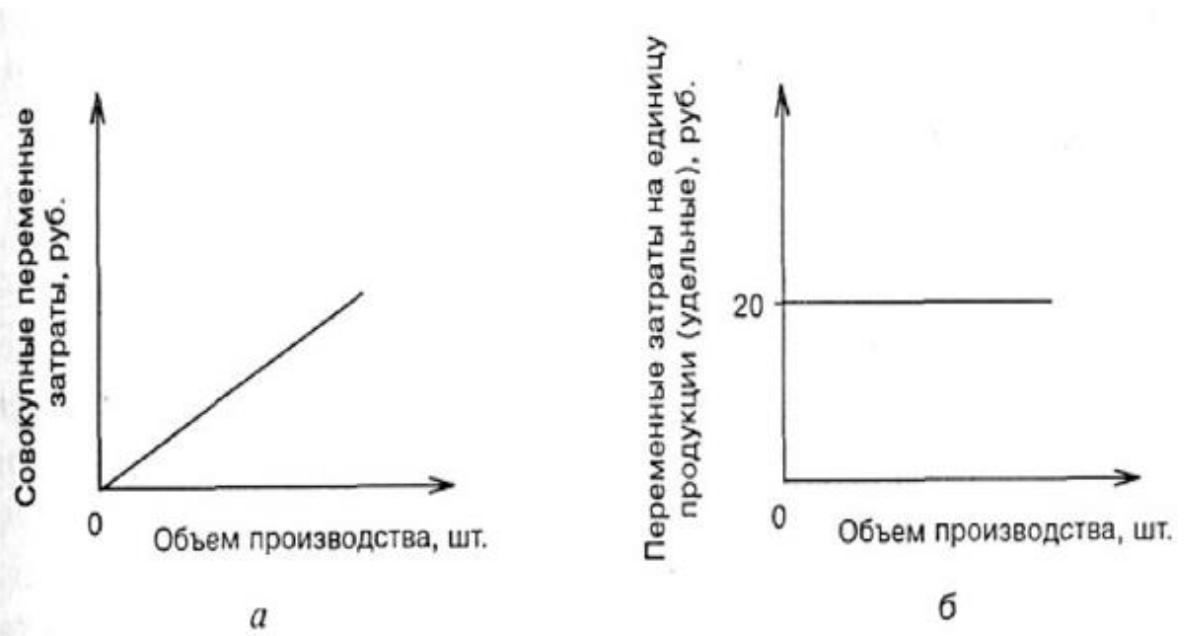 Совокупные переменные
затраты, руб.
0
Объем производства, шт.
а
Переменные затраты на единицу
продукции (удельные), руб.
20
0
Объем производства, шт.
б